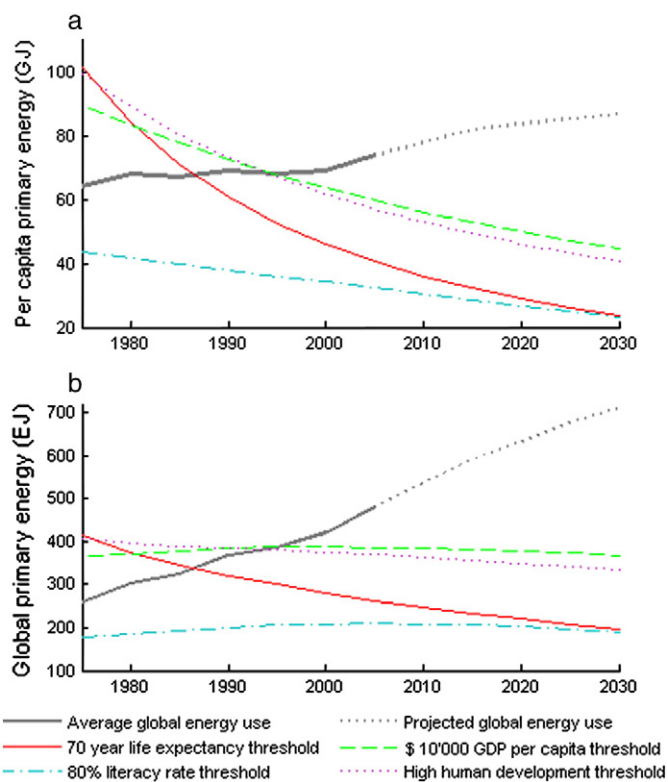 a
Per capita primary energy (GJ)
100
80
60
40
20
1980 1990 2000 2010 2020 2030
b
Global primary energy (EJ)
700
600
500
400
300
200
100
1980 1990 2000 2010 2020 2030
Average global energy use Projected global energy use
70 year life expectancy threshold $ 10'000 GDP per capita threshold
80% literacy rate threshold High human development threshold